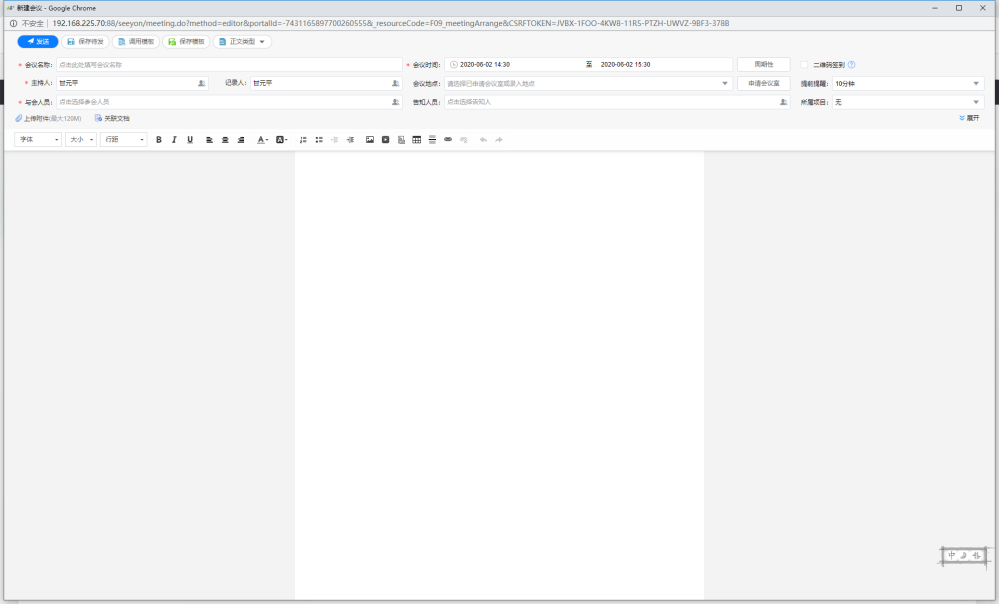 新建会议 - Google Chrome
不安全 | 192.168.225.70:88/seeyon/meeting.do?method=editor&portalId=-7431165897700260555&_resourceCode=F09_meetingArrange&CSRFTOKEN=JVBX-1FOO-4KW8-11R5-PTZH-UWVZ-9BF3-378B
发送 保存待发 调用模板 保存模板 正文类型
* 会议名称: 点击此处填写会议名称 * 会议时间: 2020-06-02 14:30 至 2020-06-02 15:30 周期性 二维码签到
* 主持人: 甘元平 记录人: 甘元平 会议地点: 请选择已申请会议室或录入地点 申请会议室 提前提醒: 10分钟
* 与会人员: 点击选择参会人员 告知人员: 点击选择告知人 所属项目: 无
上传附件(最大120M) 关联文档 展开
字体 大小 行距 B I U A A
中